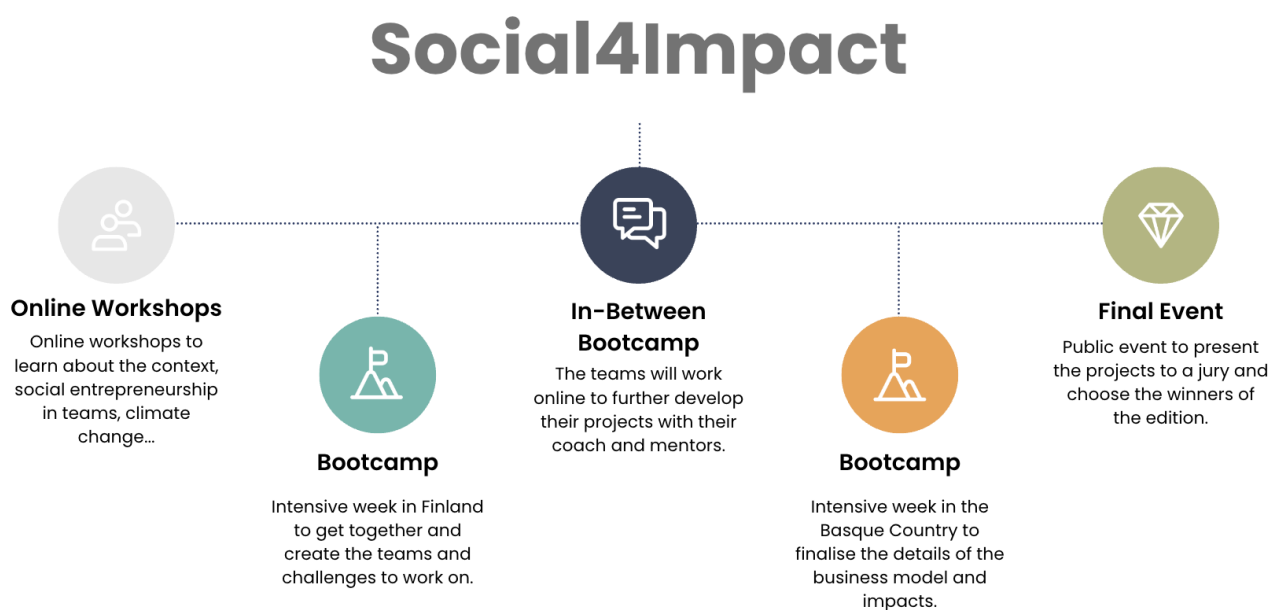 Social4Impact
Online Workshops
Online workshops to
learn about the context,
social entrepreneurship
in teams, climate
change...
Bootcamp
Intensive week in Finland
to get together and
create the teams and
challenges to work on.
In-Between
Bootcamp
The teams will work
online to further develop
their projects with their
coach and mentors.
Bootcamp
Intensive week in the
Basque Country to
finalise the details of the
business model and
impacts.
Final Event
Public event to present
the projects to a jury and
choose the winners of
the edition.